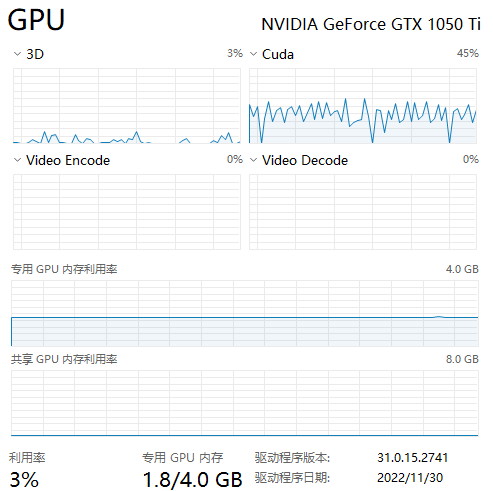 GPU NVIDIA GeForce GTX 1050 Ti
3D 3% Cuda 45%
Video Encode 0% Video Decode 0%
专用 GPU 内存利用率 4.0 GB
共享 GPU 内存利用率 8.0 GB
利用率 专用 GPU 内存 驱动程序版本: 31.0.15.2741
3% 1.8/4.0 GB 驱动程序日期: 2022/11/30